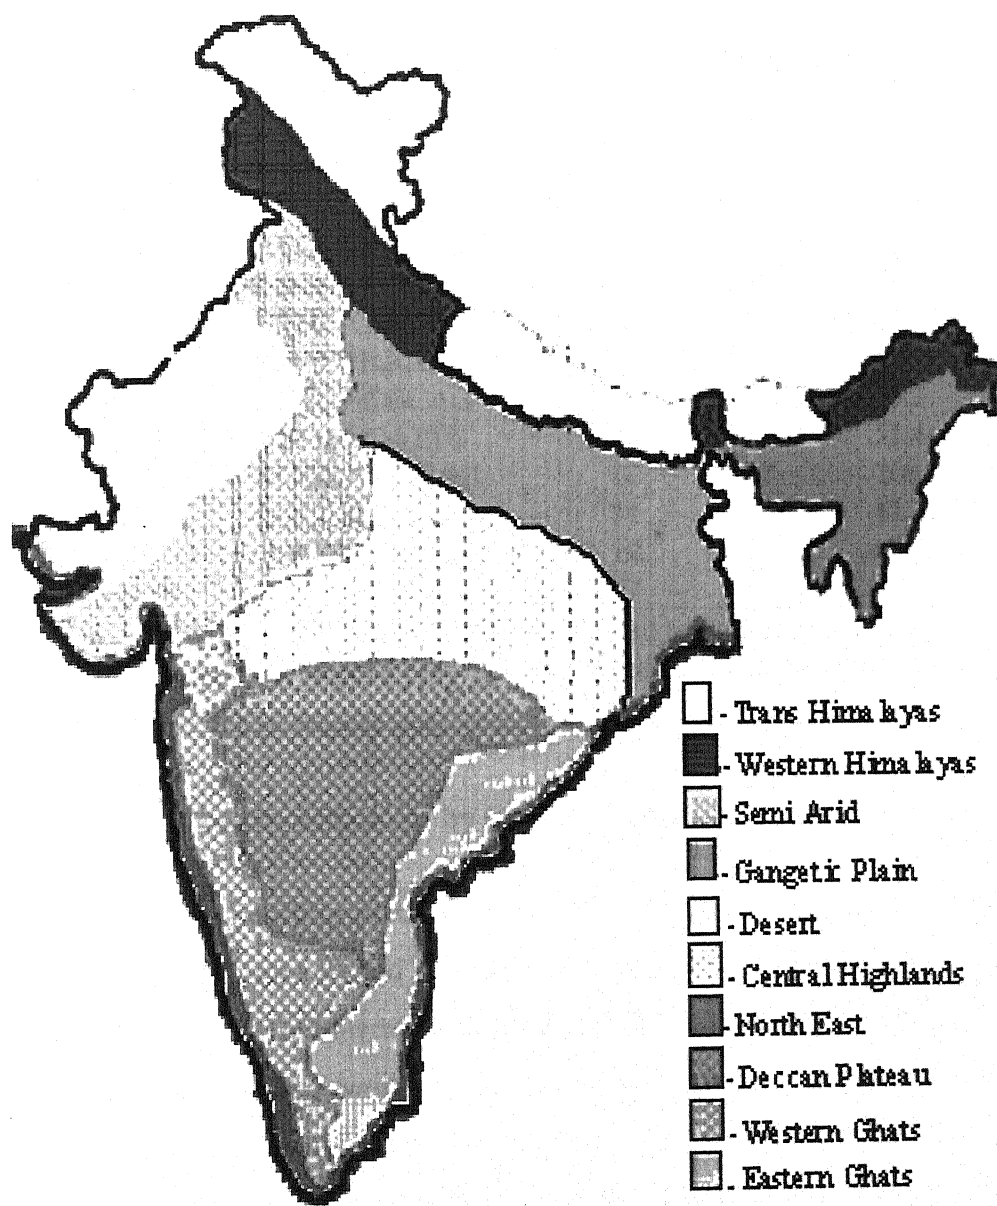 - Trans Himalayas
- Western Himalayas
- Semi Arid
- Gangetic Plain
- Desert
- Central Highlands
- North East
- Deccan Plateau
- Western Ghats
- Eastern Ghats